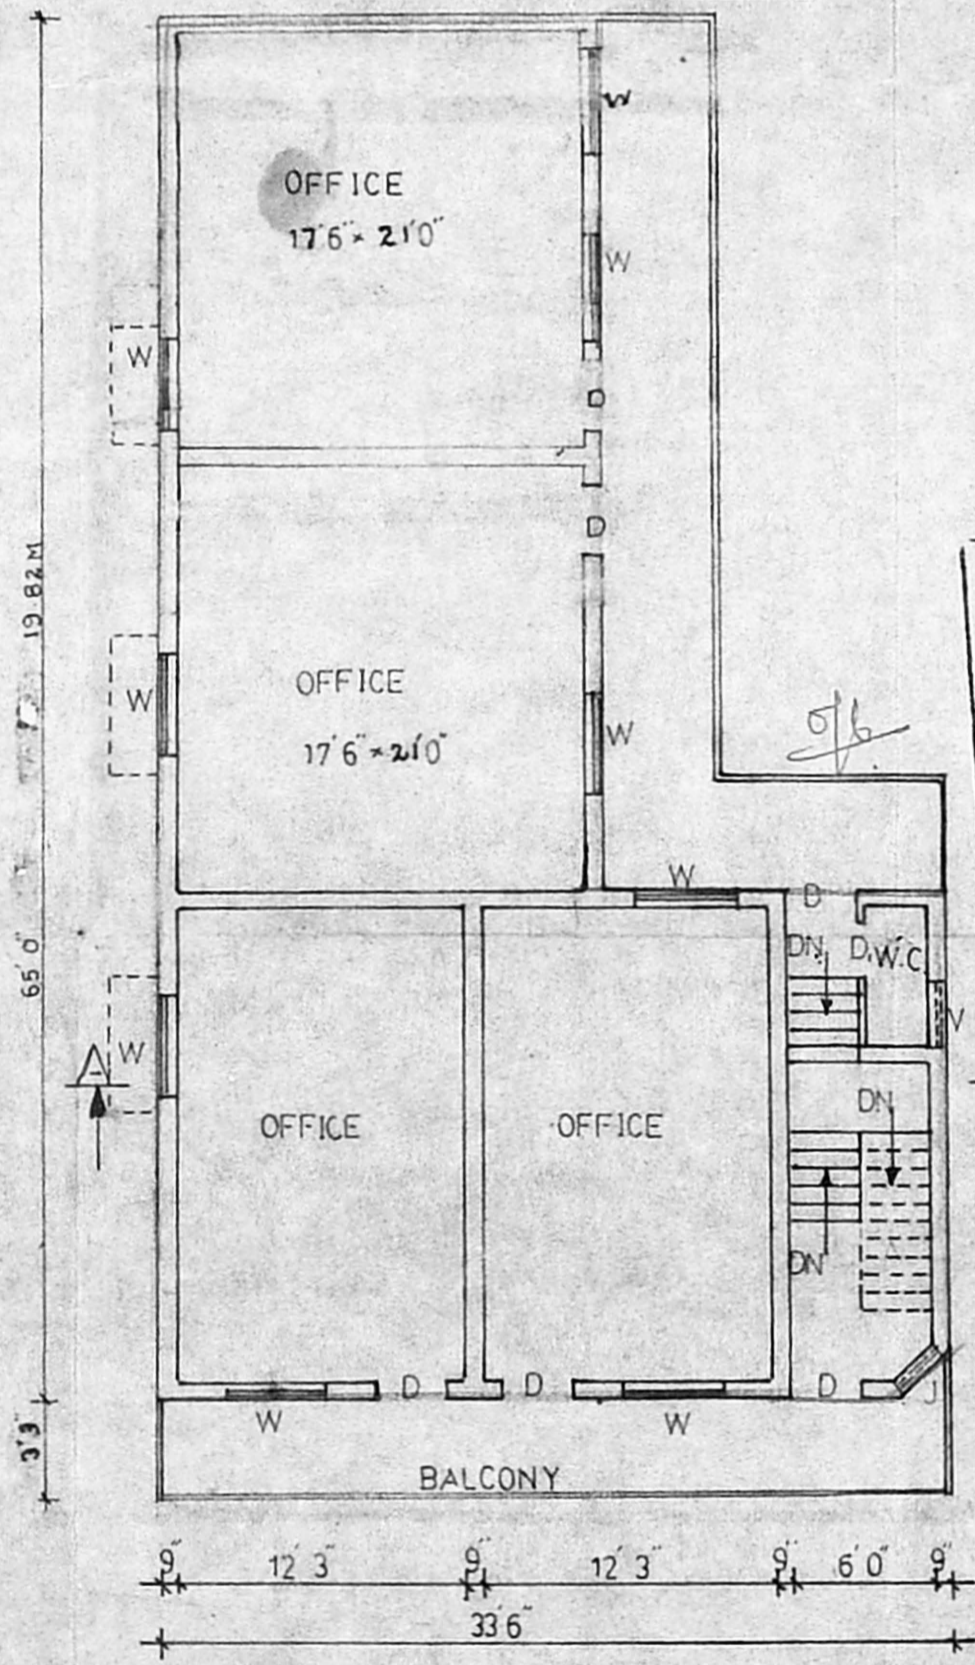 W
OFFICE
17'6" × 21'0"
W
W
D
D
19.82 M
OFFICE
W
W
17'6" × 21'0"
W
D
DN
D
W.C.
65'0"
V
W
A
DN
OFFICE
OFFICE
DN
D
D
D
J
W
W
3'3"
BALCONY
9"
12' 3"
9"
12' 3"
9"
6' 0"
9"
33'6"